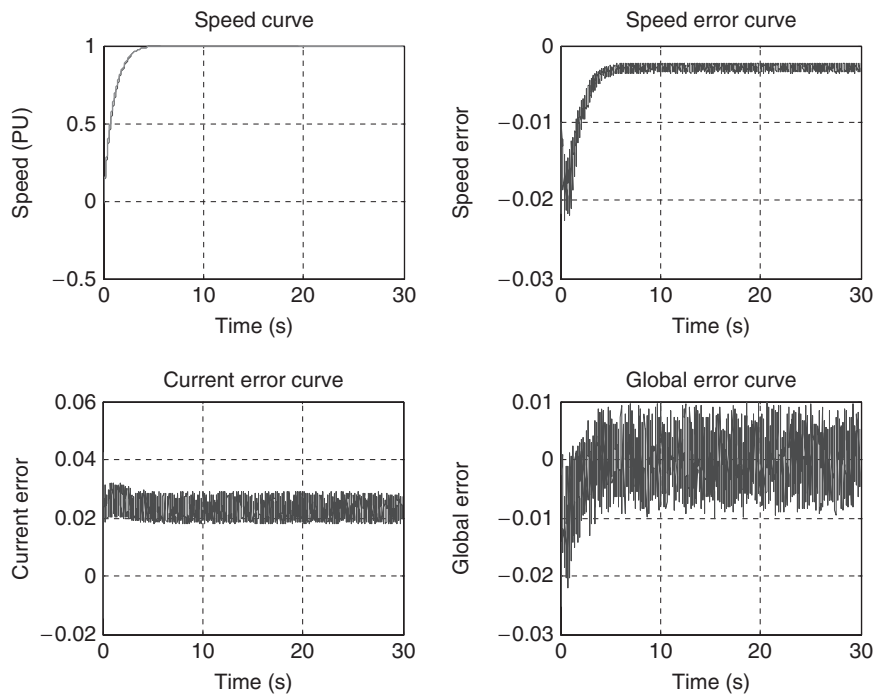 Speed curve
1
0.5
0
−0.5
0 10 20 30
Speed (PU)
Time (s)
Speed error curve
0
−0.01
−0.02
−0.03
0 10 20 30
Speed error
Time (s)
Current error curve
0.06
0.04
0.02
0
−0.02
0 10 20 30
Current error
Time (s)
Global error curve
0.01
0
−0.01
−0.02
−0.03
0 10 20 30
Global error
Time (s)